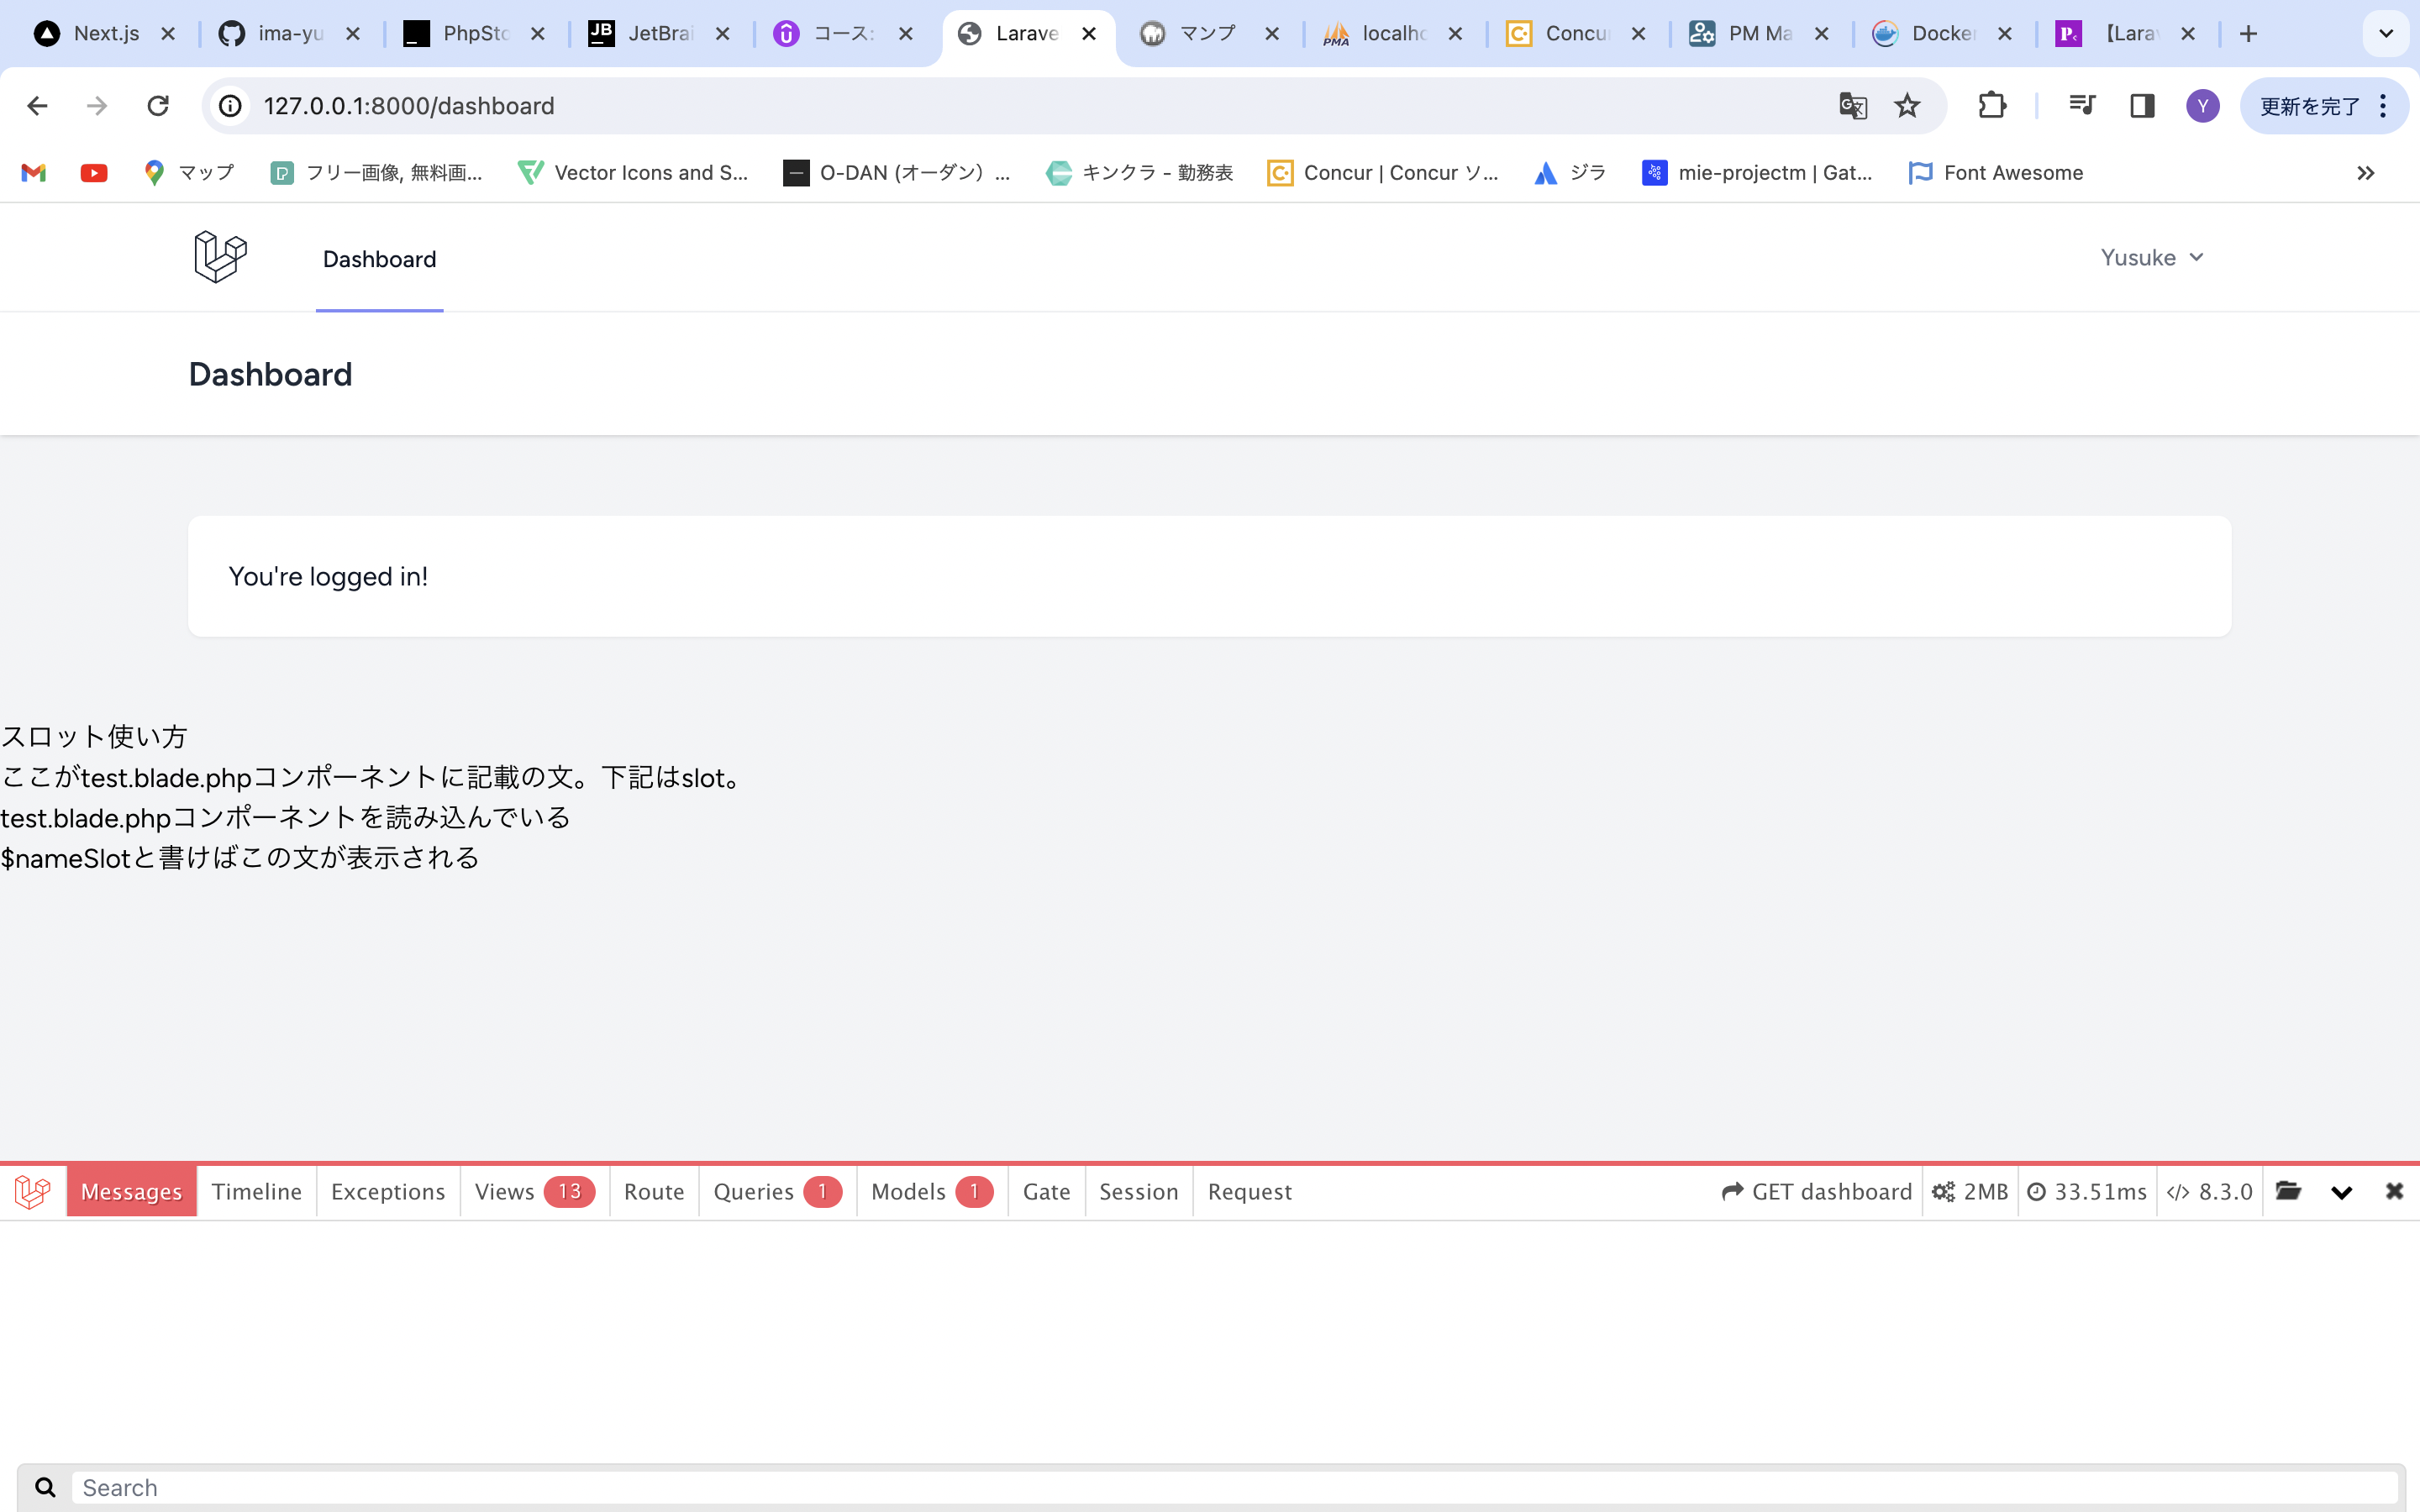 Next.js
ima-yu
PhpSto
JB
JetBrai
コース:
Larave
マンプ
PMA
localho
Concur
PM Ma
Docker
P.
【Larav
127.0.0.1:8000/dashboard
Y
更新を完了
マップ
フリー画像, 無料画...
Vector Icons and S...
O-DAN (オーダン) ...
キンクラ - 勤務表
Concur | Concur ソ...
ジラ
mie-projectm | Gat...
Font Awesome
Dashboard
Yusuke
Dashboard
You're logged in!
スロット使い方
ここがtest.blade.phpコンポーネントに記載の文。下記はslot。
test.blade.phpコンポーネントを読み込んでいる
$nameSlotと書けばこの文が表示される
Messages
Timeline
Exceptions
Views 13
Route
Queries 1
Models 1
Gate
Session
Request
GET dashboard
2MB
33.51ms
8.3.0
Search